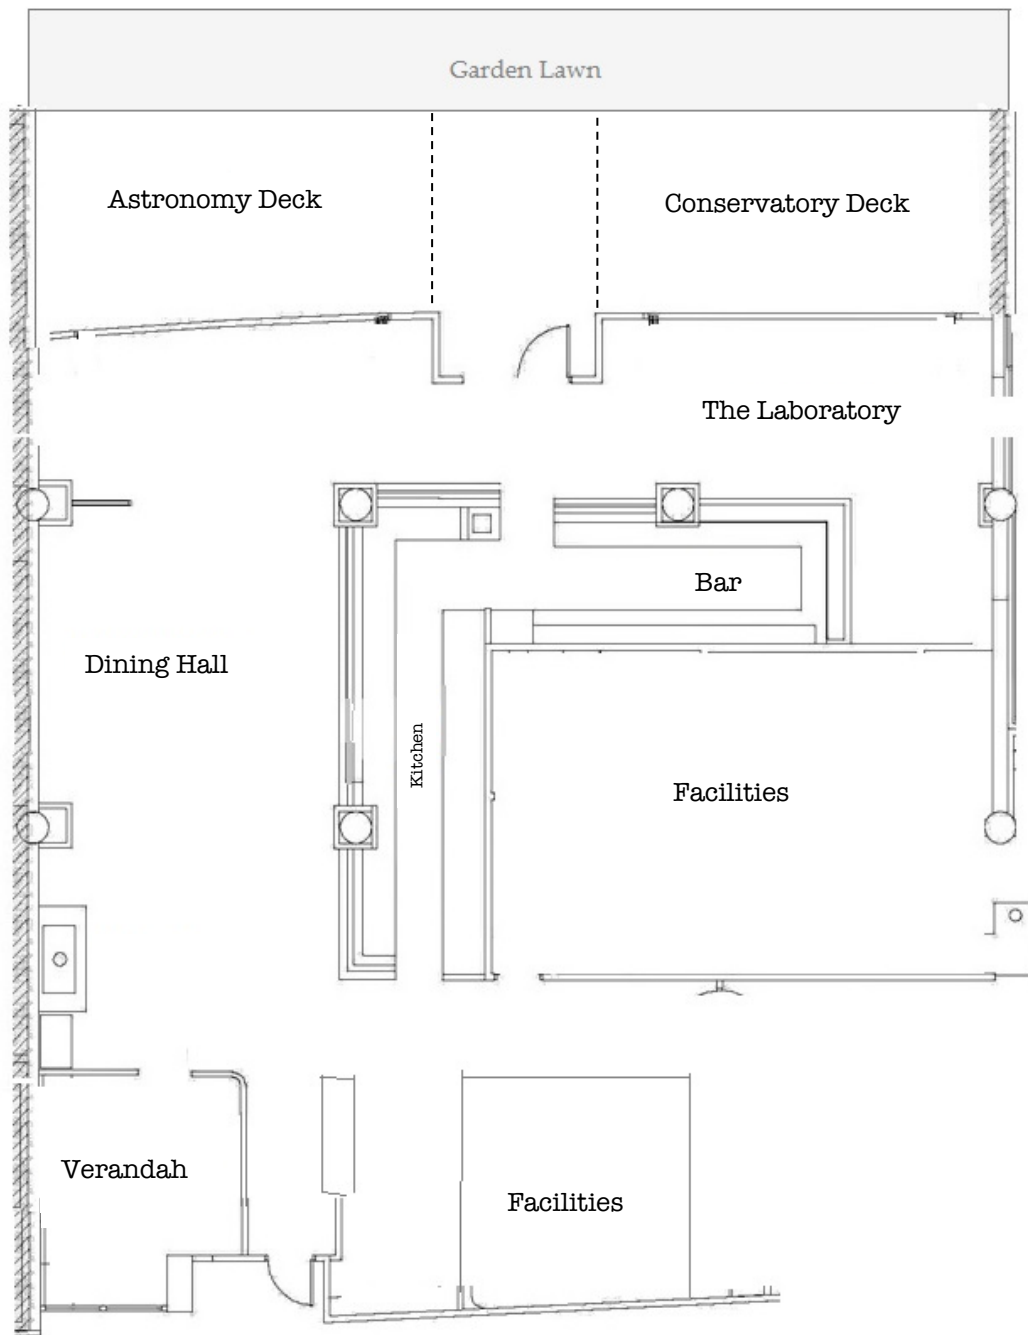 Garden Lawn
Astronomy Deck
Conservatory Deck
The Laboratory
Bar
Dining Hall
Kitchen
Facilities
Verandah
Facilities